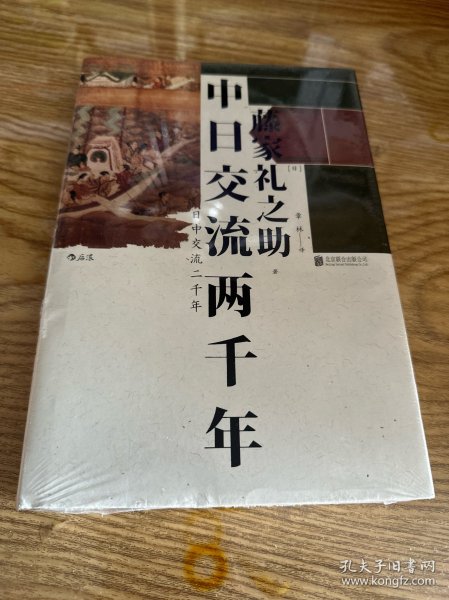 中日交流两千年
[日]
藤家礼之助
著
章林——译
日中交流二千年
后浪
北京联合出版公司
孔夫子旧书网
www.kongfz.com